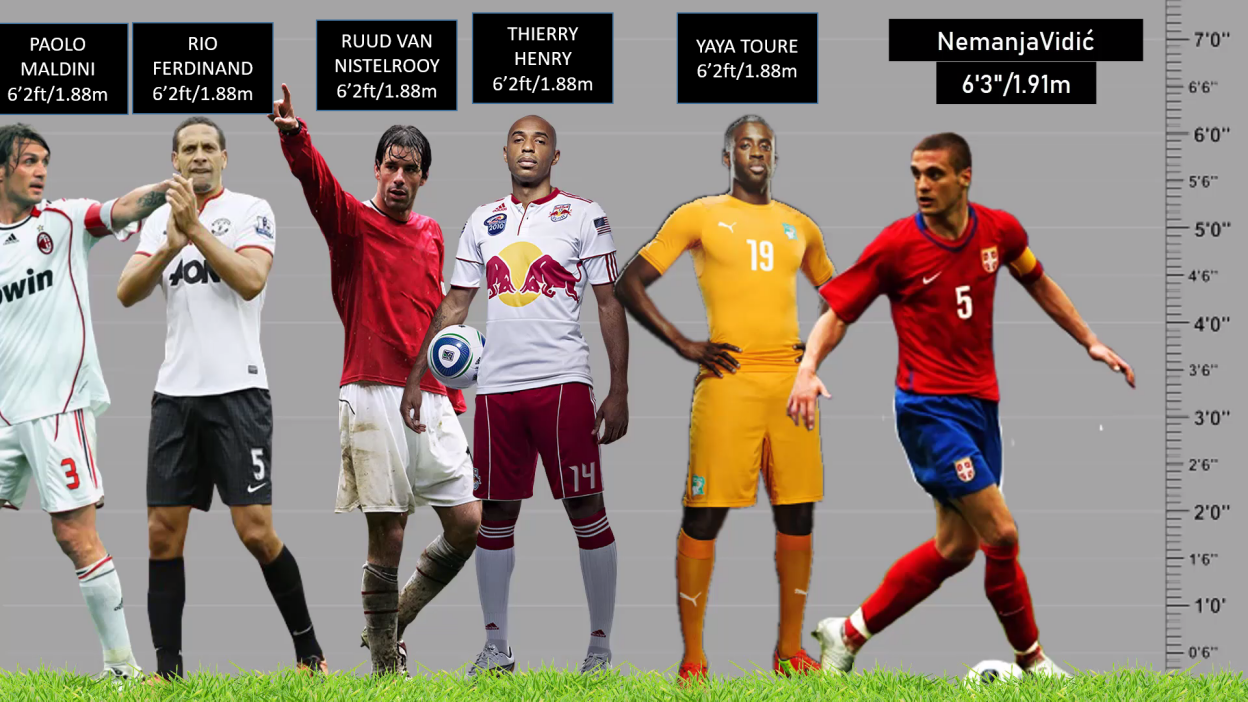 PAOLO
MALDINI
6’2ft/1.88m
RIO
FERDINAND
6’2ft/1.88m
RUUD VAN
NISTELROOY
6’2ft/1.88m
THIERRY
HENRY
6’2ft/1.88m
YAYA TOURE
6’2ft/1.88m
NemanjaVidić
6'3"/1.91m
7'0''
6'6''
6'0''
5'6''
5'0''
4'6''
4'0''
3'6''
3'0''
2'6''
2'0''
1'6''
1'0'
0'6''
win
3
AON
5
2010
14
19
5